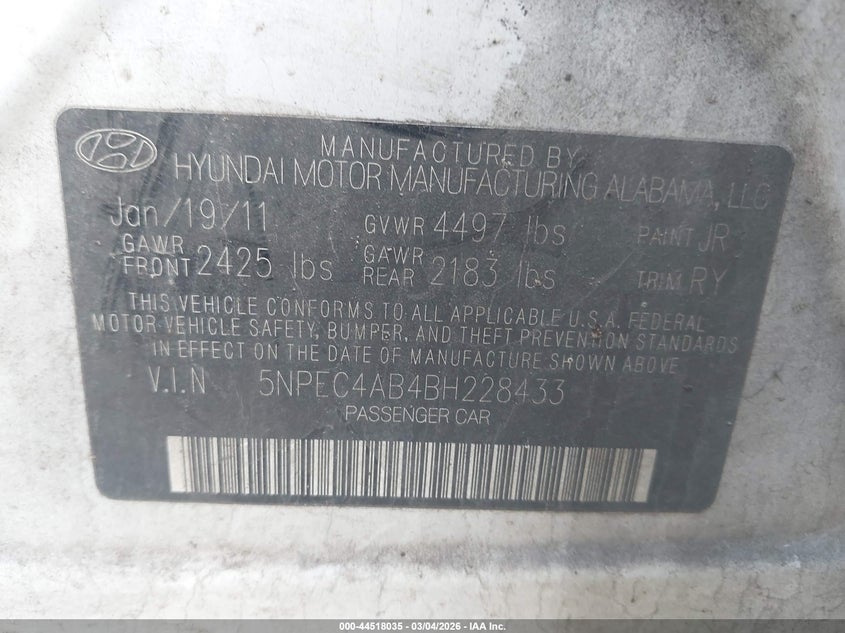 MANUFACTURED BY
HYUNDAI MOTOR MANUFACTURING ALABAMA, LLC
Jan/19/11 GVWR 4497 lbs PAINT JR
GAWR FRONT 2425 lbs GAWR REAR 2183 lbs TRIM RY
THIS VEHICLE CONFORMS TO ALL APPLICABLE U.S.A. FEDERAL
MOTOR VEHICLE SAFETY, BUMPER, AND THEFT PREVENTION STANDARDS
IN EFFECT ON THE DATE OF MANUFACTURE SHOWN ABOVE
V.I.N 5NPEC4AB4BH228433
PASSENGER CAR
000-44518035 - 03/04/2026 - IAA Inc.